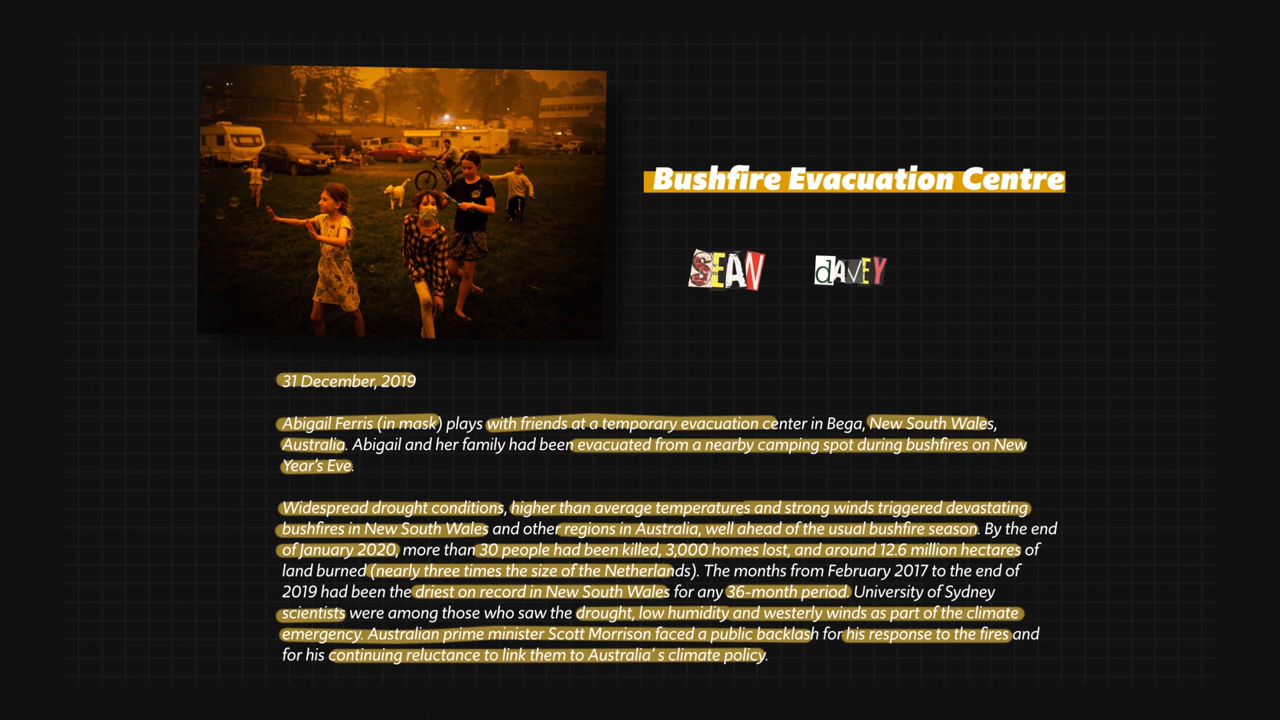 Bushfire Evacuation Centre
SEAN dAVEY
31 December, 2019
Abigail Ferris (in mask) plays with friends at a temporary evacuation center in Bega, New South Wales,
Australia. Abigail and her family had been evacuated from a nearby camping spot during bushfires on New
Year's Eve.
Widespread drought conditions, higher than average temperatures and strong winds triggered devastating
bushfires in New South Wales and other regions in Australia, well ahead of the usual bushfire season. By the end
of January 2020, more than 30 people had been killed, 3,000 homes lost, and around 12.6 million hectares of
land burned (nearly three times the size of the Netherlands). The months from February 2017 to the end of
2019 had been the driest on record in New South Wales for any 36-month period. University of Sydney
scientists were among those who saw the drought, low humidity and westerly winds as part of the climate
emergency. Australian prime minister Scott Morrison faced a public backlash for his response to the fires and
for his continuing reluctance to link them to Australia' s climate policy.